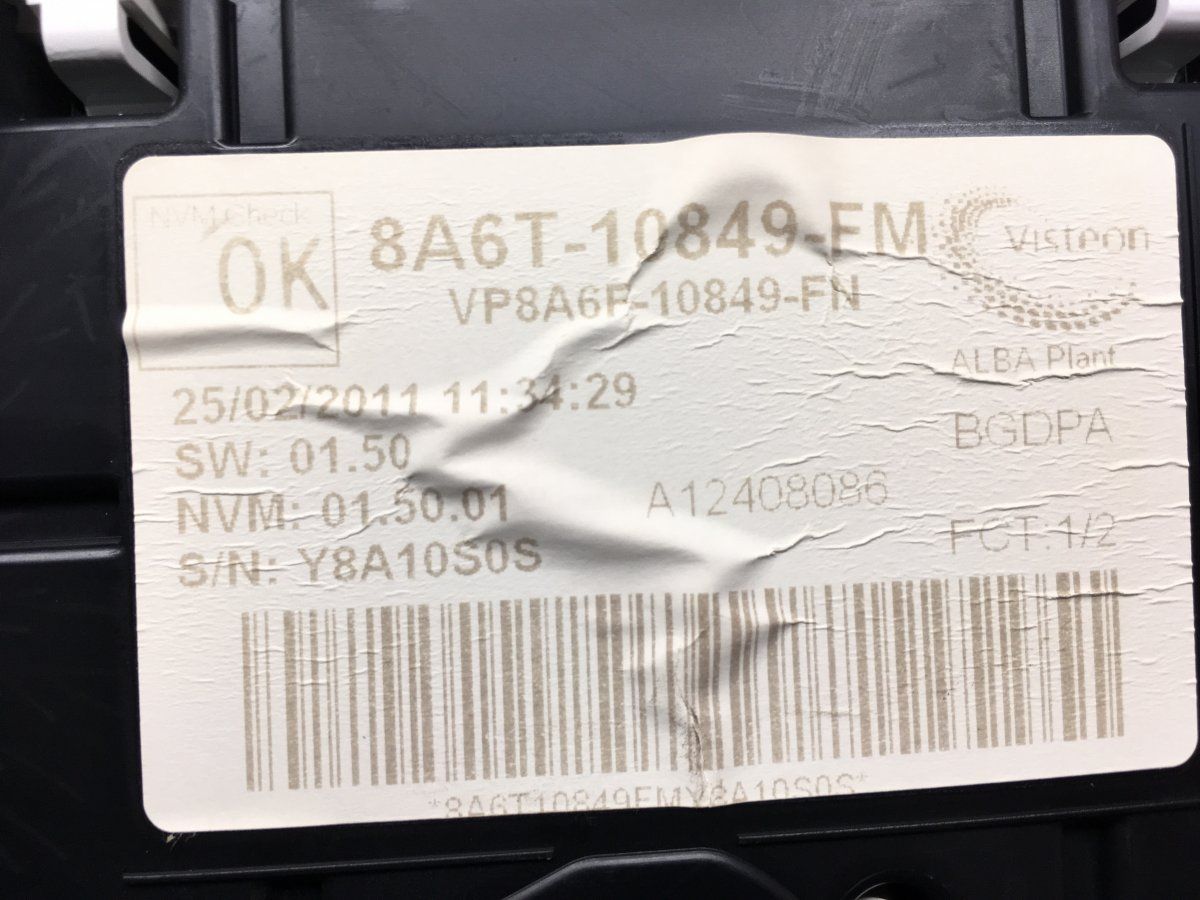 NVM Check
OK
8A6T-10849-FM
VP8A6F-10849-FN
Visteon
ALBA Plant
25/02/2011 11:34:29
SW: 01.50
BGDPA
NVM: 01.50.01
A12408086
S/N: Y8A10S0S
FCT:1/2
*8A6T10849FMY8A10S0S*